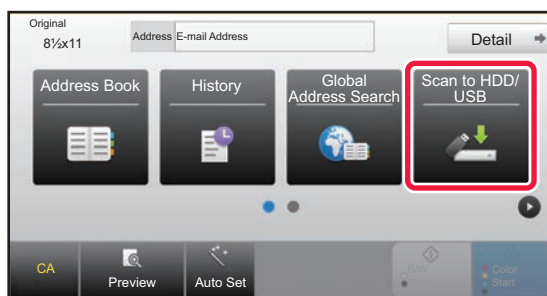 Original
8½x11
Address E-mail Address
Detail
Address Book
History
Global
Address Search
Scan to HDD/
USB
CA
Preview
Auto Set
B/W
Start
Color
Start